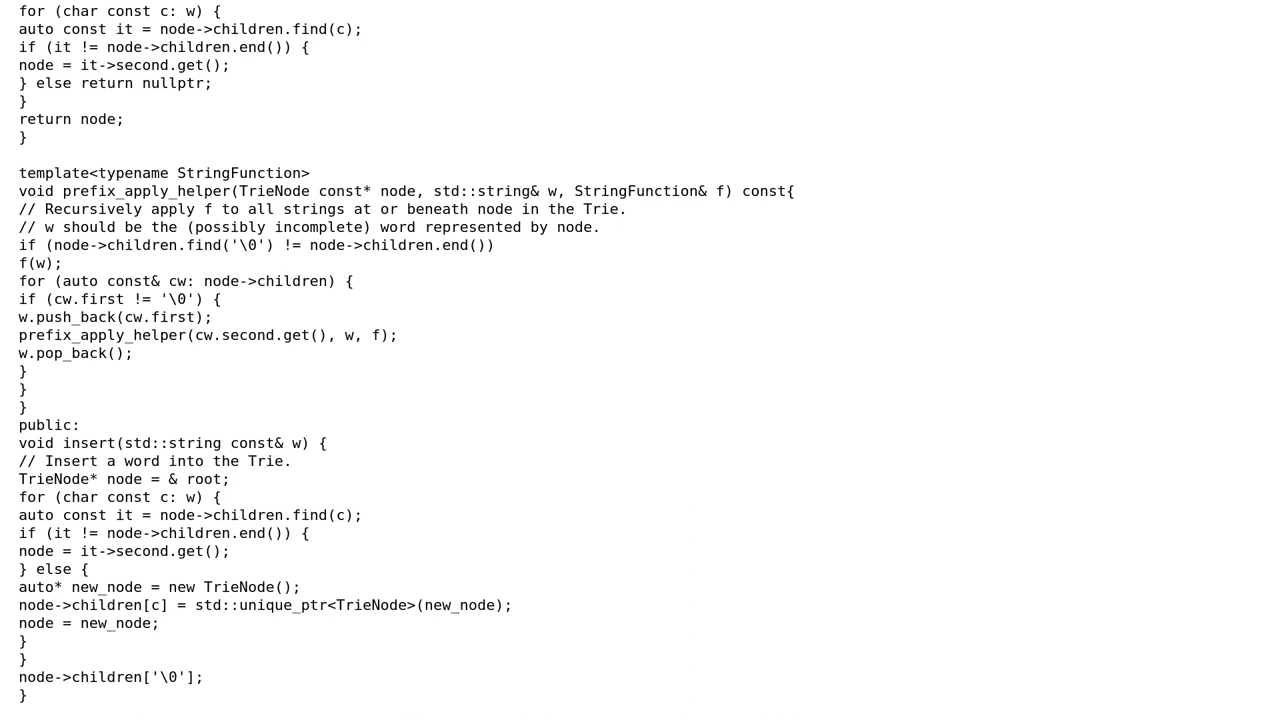 for (char const c: w) {
auto const it = node->children.find(c);
if (it != node->children.end()) {
node = it->second.get();
} else return nullptr;
}
return node;
}

template<typename StringFunction>
void prefix_apply_helper(TrieNode const* node, std::string& w, StringFunction& f) const{
// Recursively apply f to all strings at or beneath node in the Trie.
// w should be the (possibly incomplete) word represented by node.
if (node->children.find('\0') != node->children.end())
f(w);
for (auto const& cw: node->children) {
if (cw.first != '\0') {
w.push_back(cw.first);
prefix_apply_helper(cw.second.get(), w, f);
w.pop_back();
}
}
}
public:
void insert(std::string const& w) {
// Insert a word into the Trie.
TrieNode* node = & root;
for (char const c: w) {
auto const it = node->children.find(c);
if (it != node->children.end()) {
node = it->second.get();
} else {
auto* new_node = new TrieNode();
node->children[c] = std::unique_ptr<TrieNode>(new_node);
node = new_node;
}
}
node->children['\0'];
}